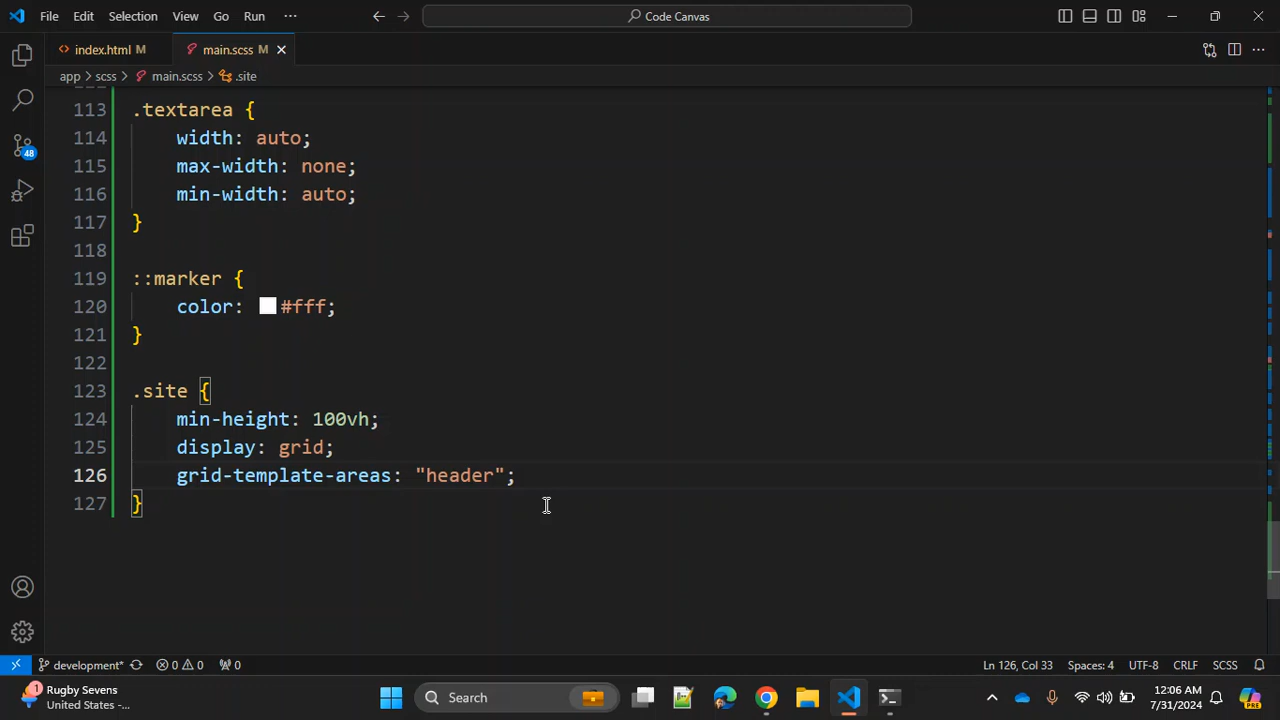 File Edit Selection View Go Run ··· Code Canvas
index.html M main.scss M
app > scss > main.scss > .site
113 .textarea {
114 width: auto;
115 max-width: none;
116 min-width: auto;
117 }
118
119 ::marker {
120 color: #fff;
121 }
122
123 .site {
124 min-height: 100vh;
125 display: grid;
126 grid-template-areas: "header";
127 }
48
development* 0 0 0 Ln 126, Col 33 Spaces: 4 UTF-8 CRLF SCSS
1 Rugby Sevens
United States - ...
Search
PRE
12:06 AM
7/31/2024